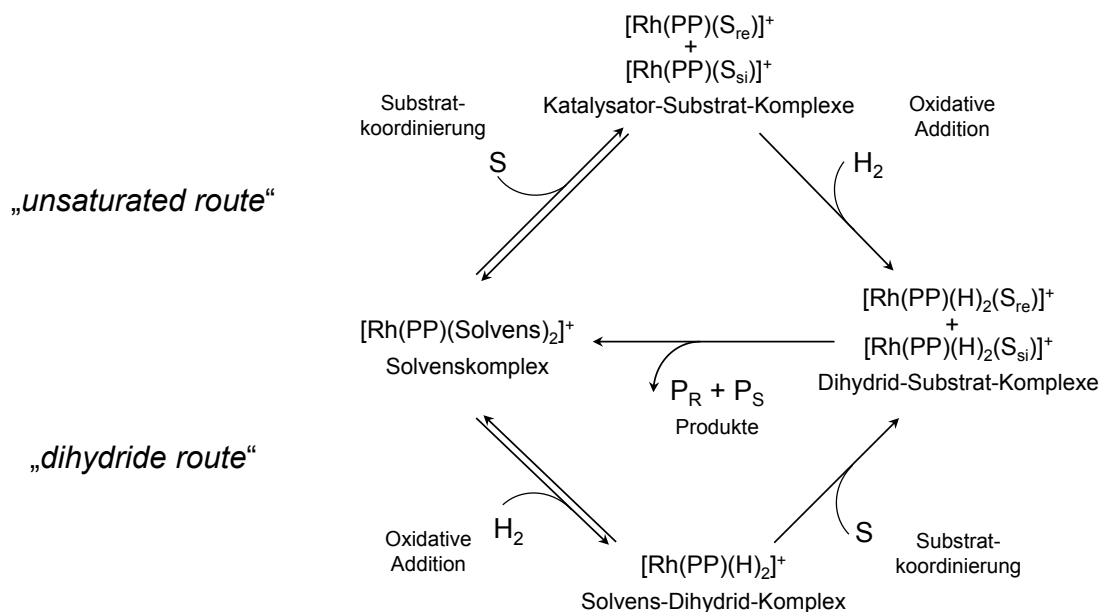 [Rh(PP)(S_re)]⁺
+
[Rh(PP)(S_si)]⁺
Katalysator-Substrat-Komplexe
Substrat-
koordinierung
S
Oxidative
Addition
H₂
„unsaturated route“
[Rh(PP)(H)₂(S_re)]⁺
+
[Rh(PP)(H)₂(S_si)]⁺
Dihydrid-Substrat-Komplexe
[Rh(PP)(Solvens)₂]⁺
Solvenskomplex
P_R + P_S
Produkte
„dihydride route“
Oxidative
Addition
H₂
S
Substrat-
koordinierung
[Rh(PP)(H)₂]⁺
Solvens-Dihydrid-Komplex